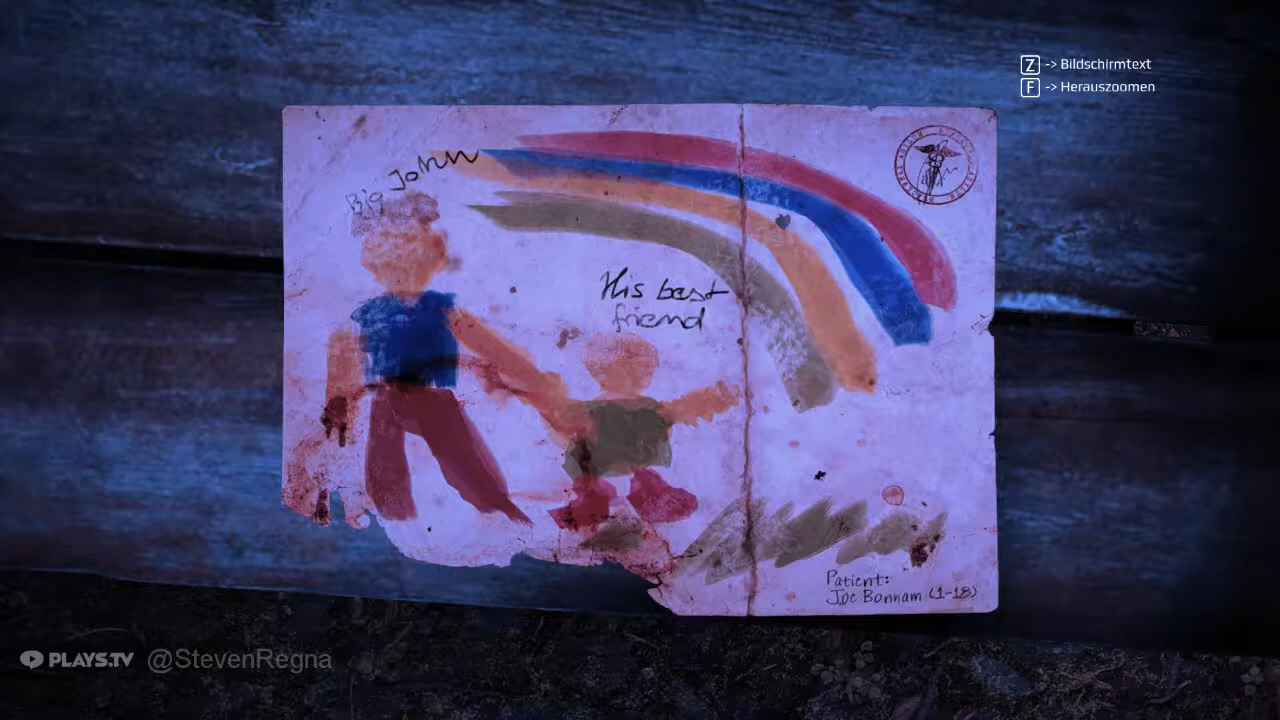 Z -> Bildschirmtext
F -> Herauszoomen
Big John
His best
friend
Patient:
Joe Bonnam (1-18)
PLAYS.TV @StevenRegna